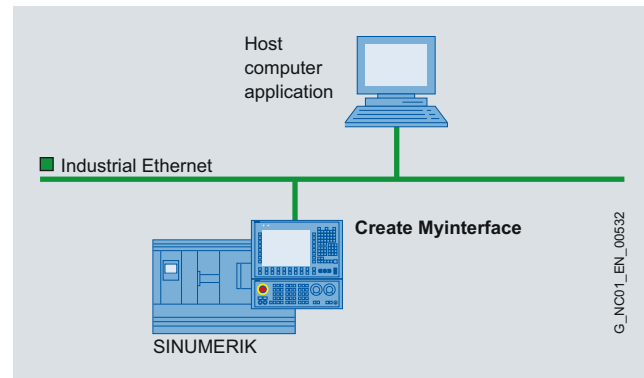 Host
computer
application
Industrial Ethernet
Create Myinterface
SINUMERIK
G_NC01_EN_00532